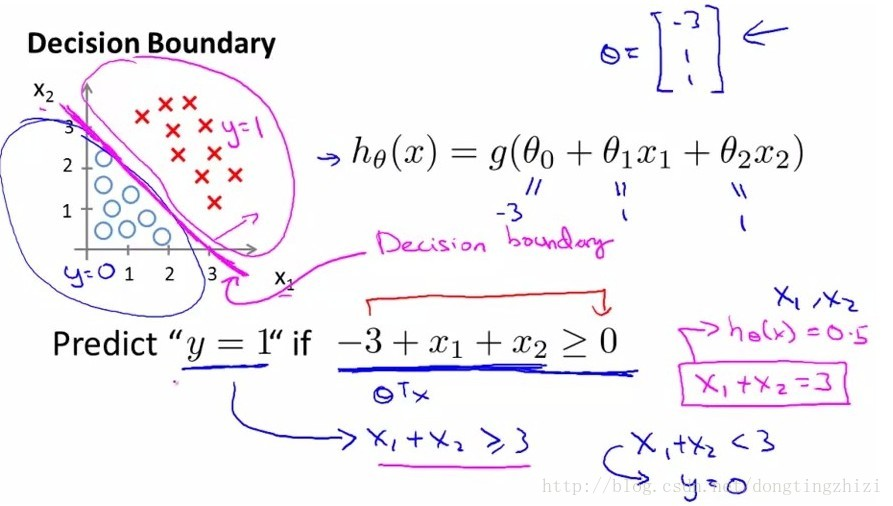 Decision Boundary
θ = [-3 1 1]
x₂
3
2
1
y=1
y=0
1 2 3 x₁
h_θ(x) = g(θ₀ + θ₁x₁ + θ₂x₂)
-3 1 1
Decision boundary
Predict “y = 1“ if −3 + x₁ + x₂ ≥ 0
θᵀx
x₁ + x₂ ≥ 3
x₁, x₂
h_θ(x) = 0.5
x₁ + x₂ = 3
x₁ + x₂ < 3
y = 0
http://blog.csdn.net/dongtingzhizi